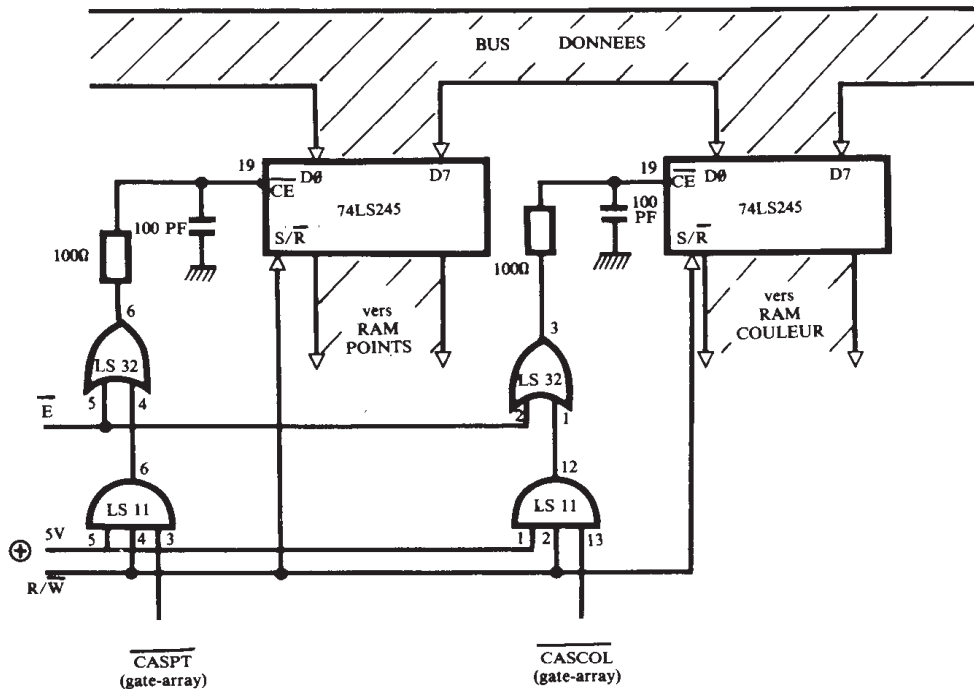 BUS DONNEES
19 D0 D7 19 D0 D7
CE CE
100 PF 74LS245 100 PF 74LS245
100Ω S/R 100Ω S/R
6 vers RAM POINTS 3 vers RAM COULEUR
LS 32 LS 32
5 4 2 1
E
6 12
LS 11 LS 11
5V 5 4 3 1 2 13
R/W
CASPT CASCOL
(gate-array) (gate-array)